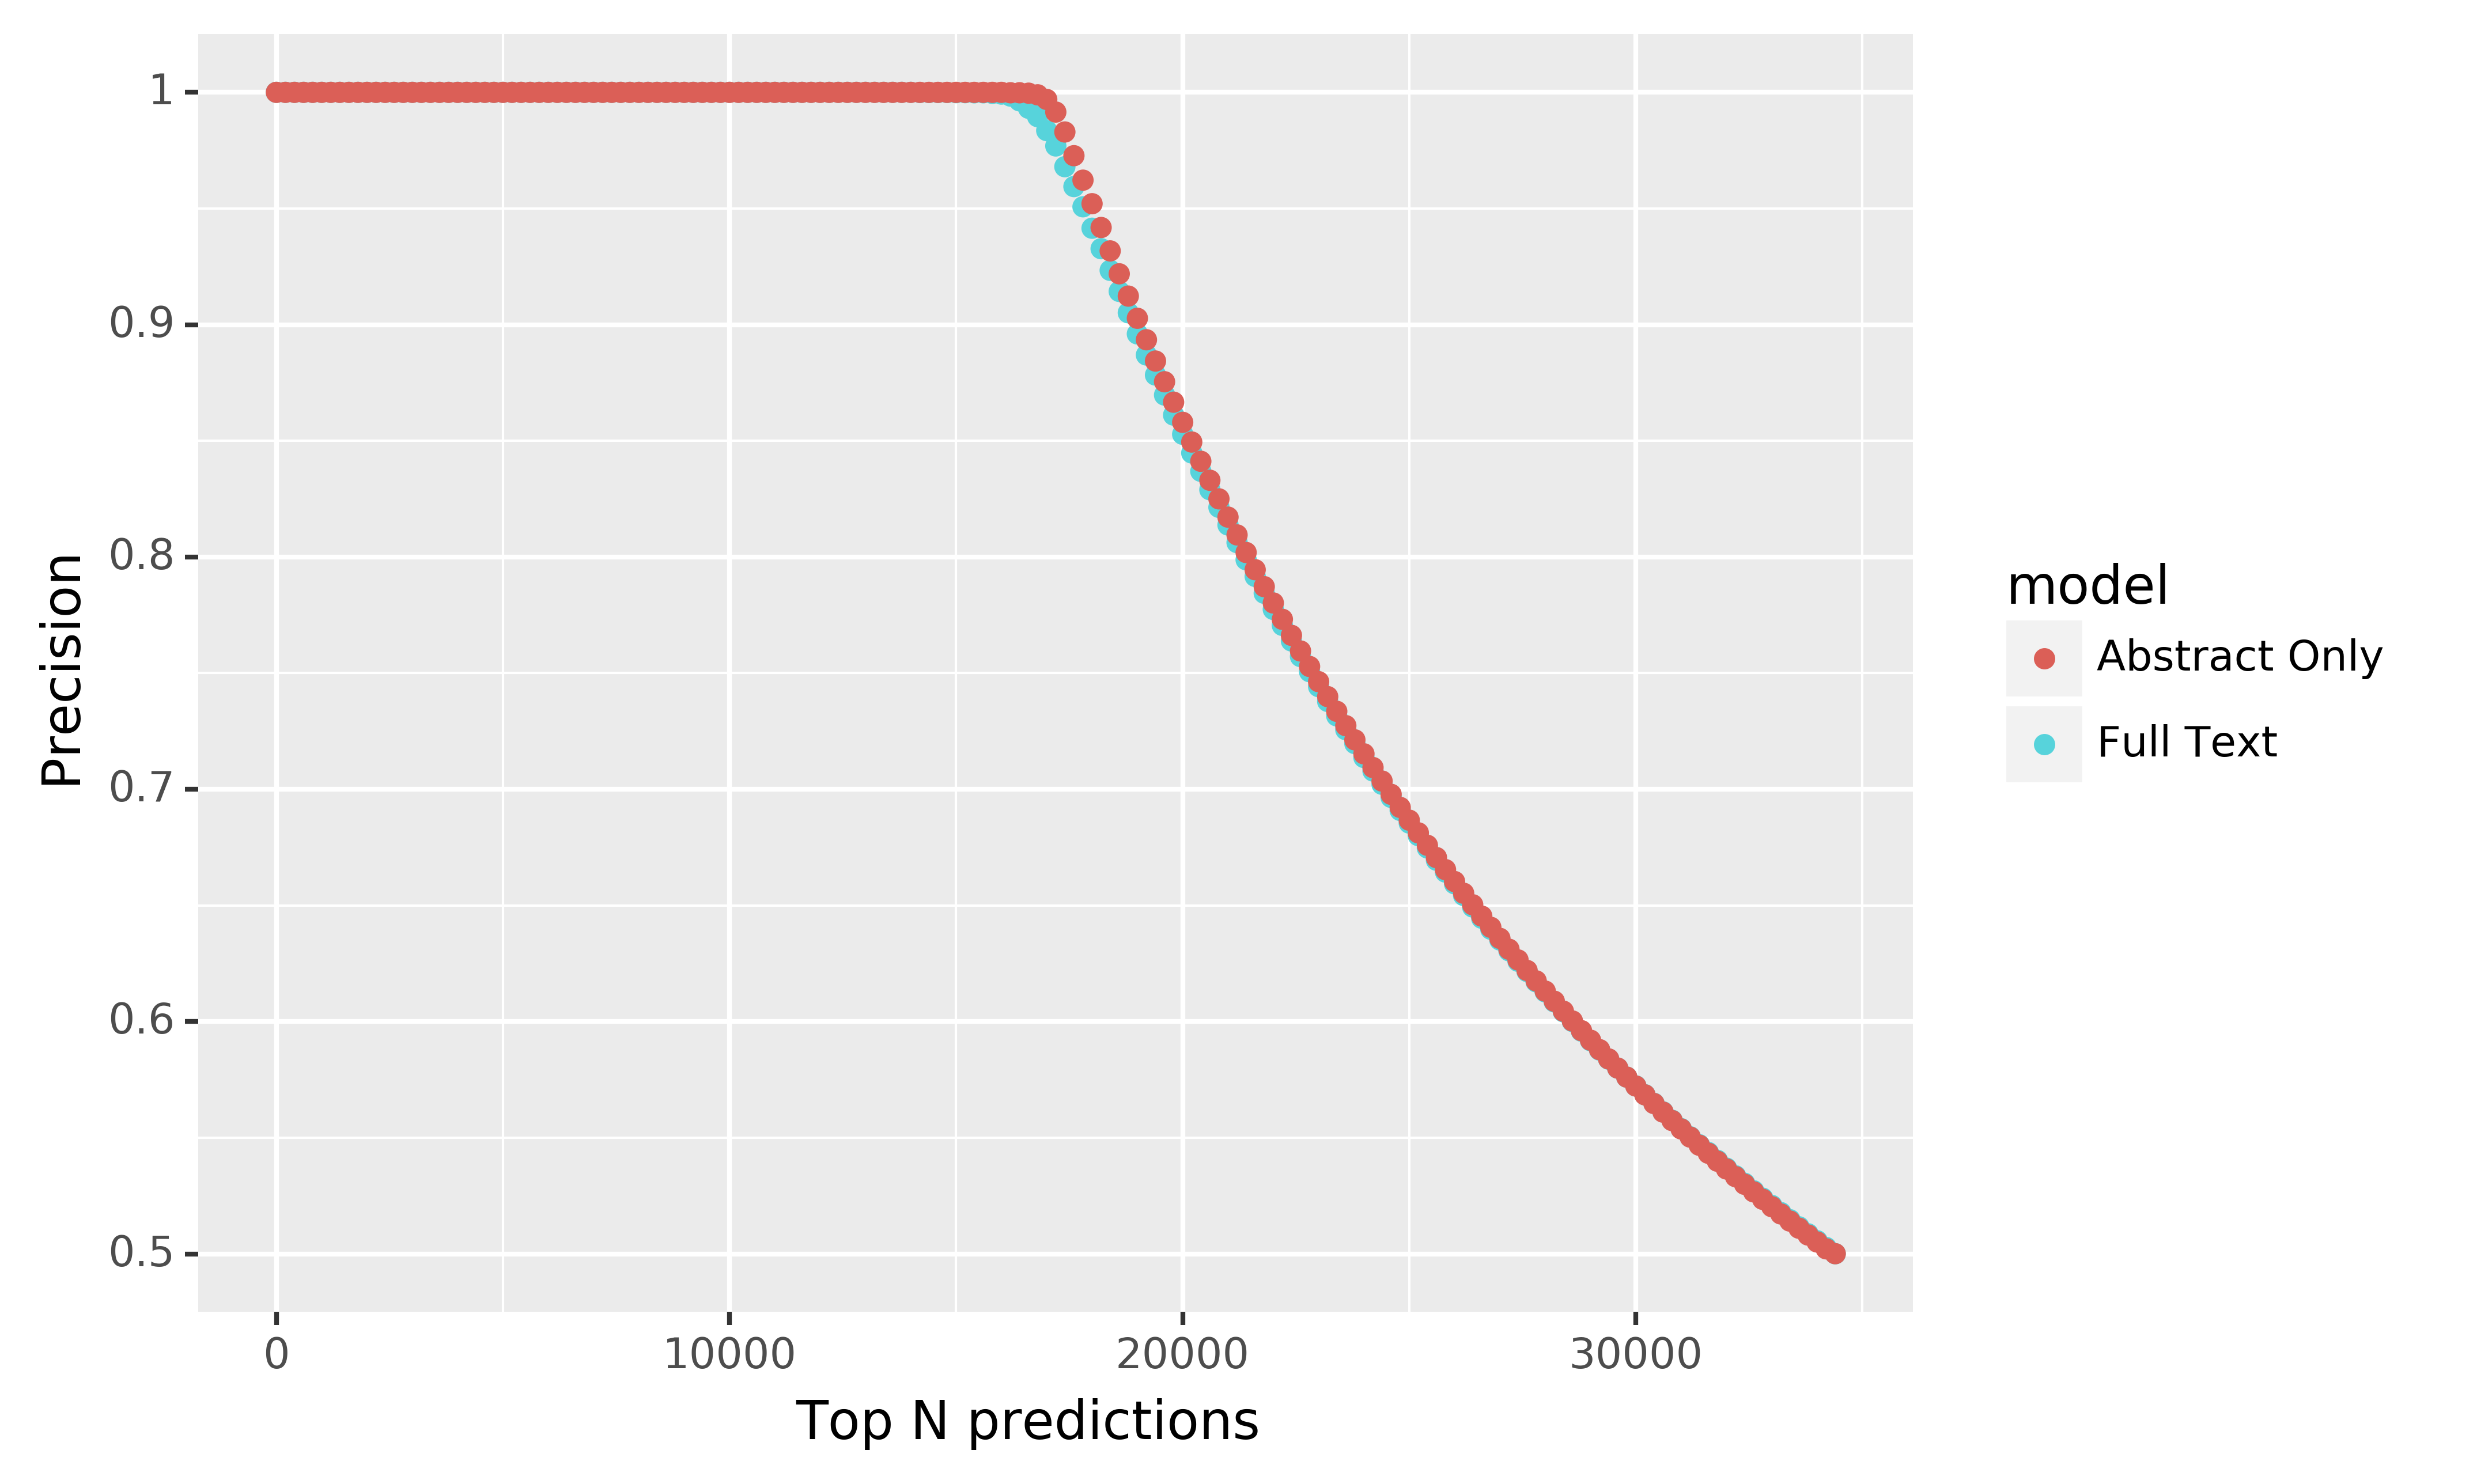 1
0.9
0.8
0.7
0.6
0.5
Precision
0
10000
20000
30000
Top N predictions
model
Abstract Only
Full Text